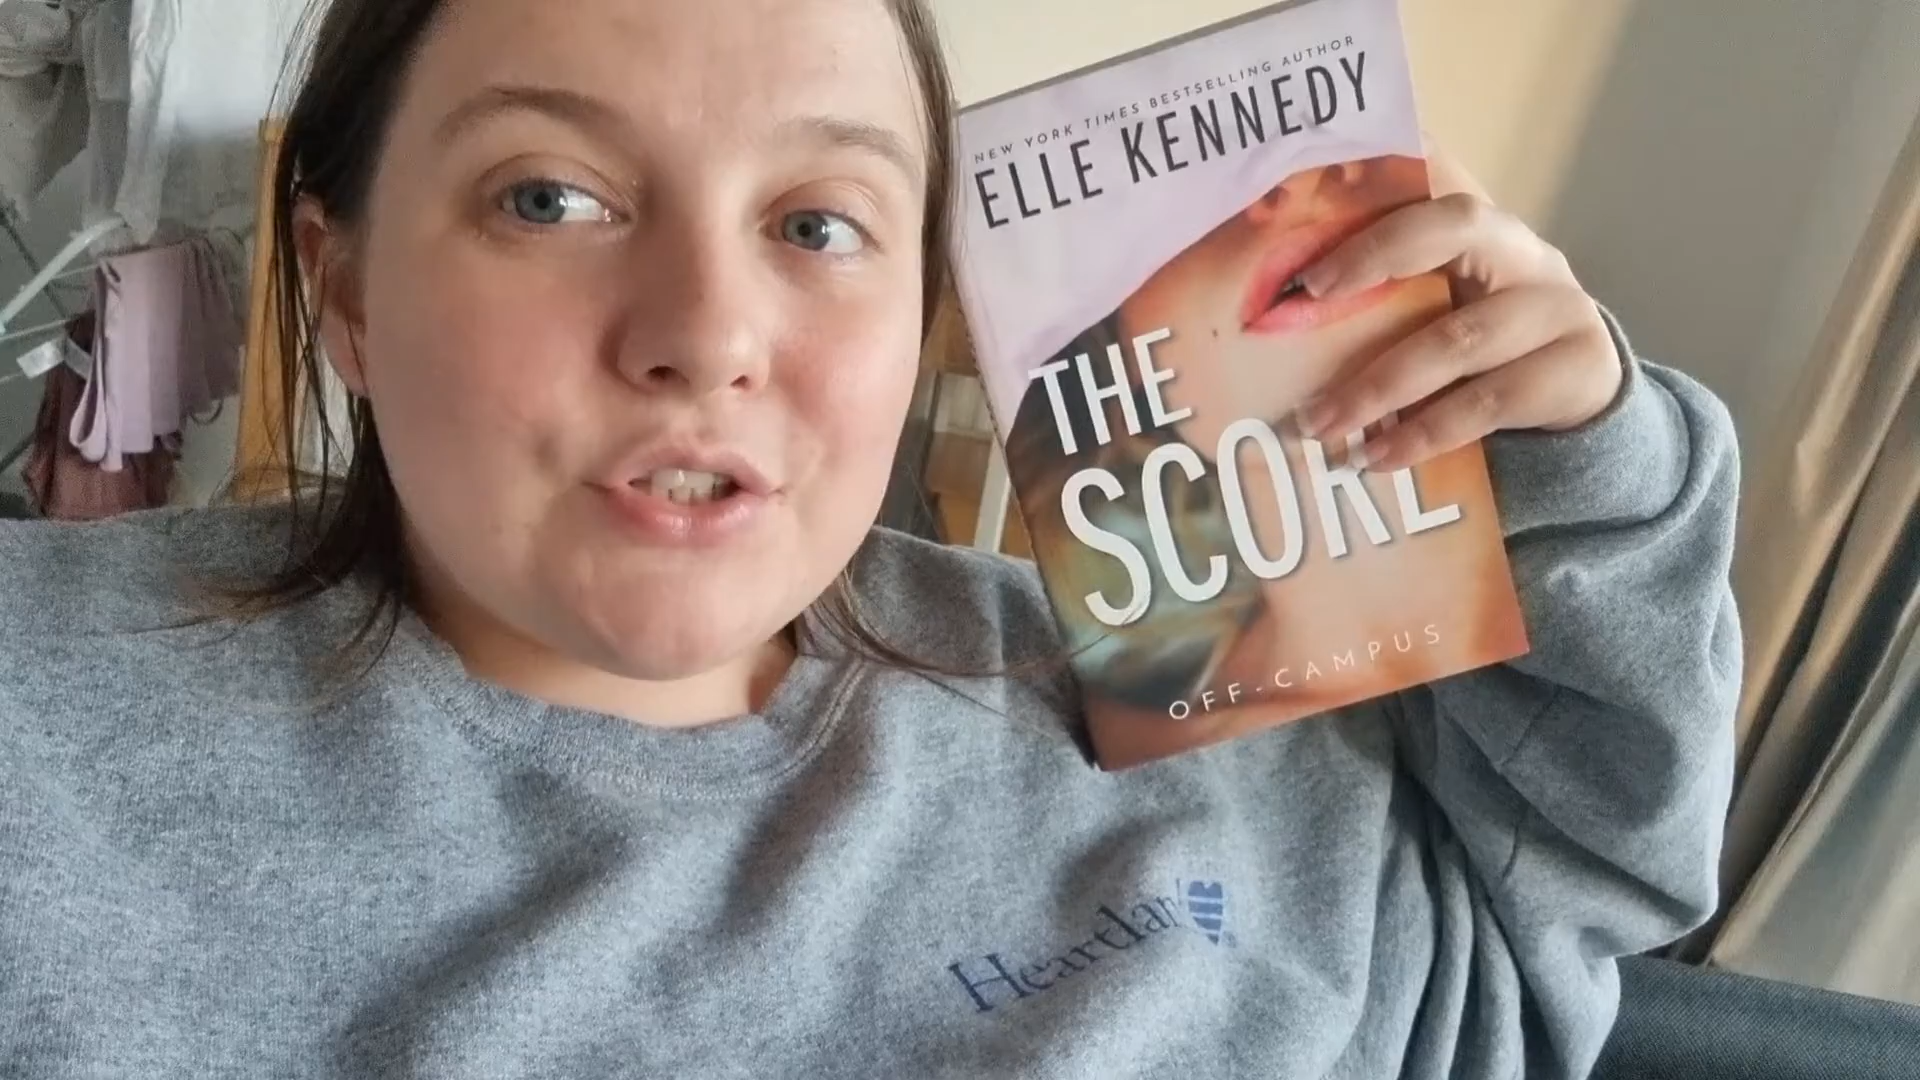 NEW YORK TIMES BESTSELLING AUTHOR
ELLE KENNEDY
THE
SCORE
OFF-CAMPUS
Heartland